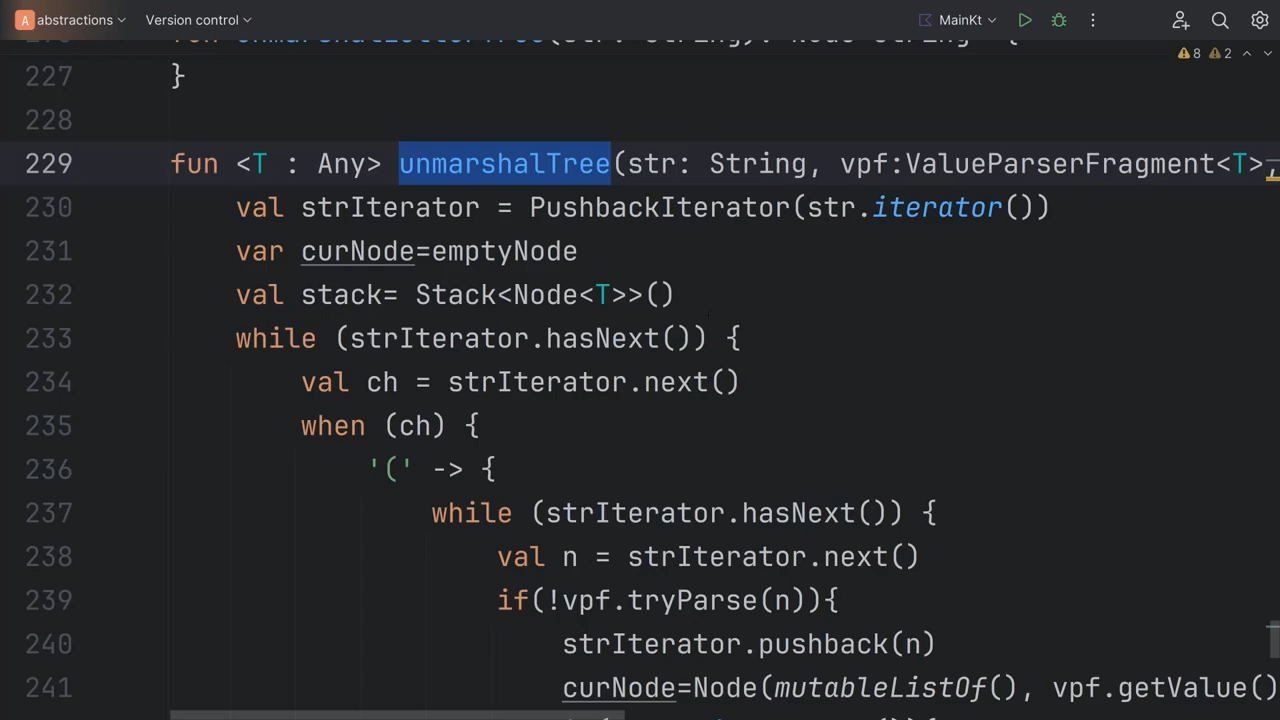 A abstractions Version control MainKt
8 2
227 }
228
229 fun <T : Any> unmarshalTree(str: String, vpf:ValueParserFragment<T>,
230 val strIterator = PushbackIterator(str.iterator())
231 var curNode=emptyNode
232 val stack= Stack<Node<T>>()
233 while (strIterator.hasNext()) {
234 val ch = strIterator.next()
235 when (ch) {
236 '(' -> {
237 while (strIterator.hasNext()) {
238 val n = strIterator.next()
239 if(!vpf.tryParse(n)){
240 strIterator.pushback(n)
241 curNode=Node(mutableListOf(), vpf.getValue()